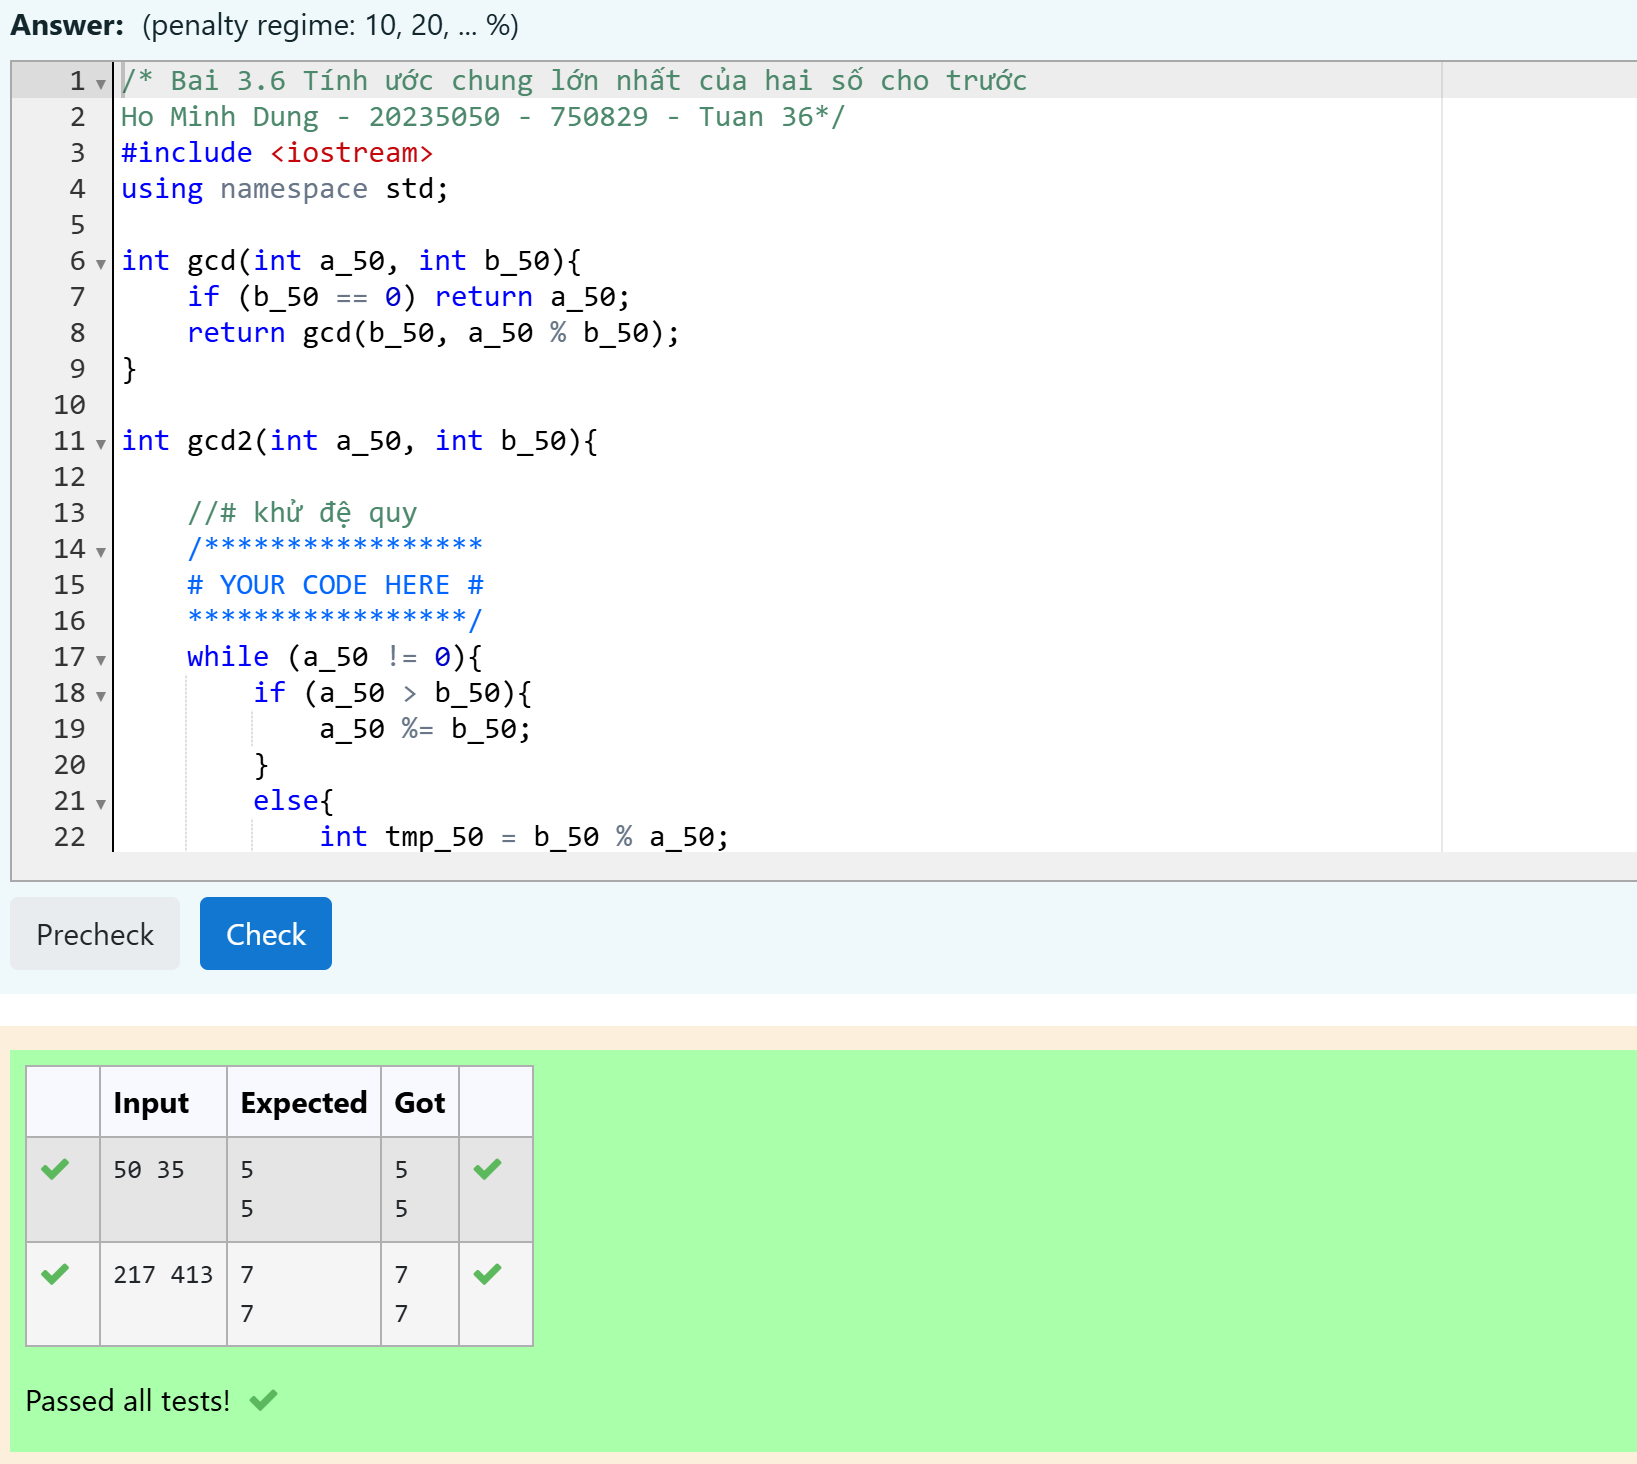 Answer: (penalty regime: 10, 20, ... %)
1 /* Bai 3.6 Tính ước chung lớn nhất của hai số cho trước
2 Ho Minh Dung - 20235050 - 750829 - Tuan 36*/
3 #include <iostream>
4 using namespace std;
5
6 int gcd(int a_50, int b_50){
7     if (b_50 == 0) return a_50;
8     return gcd(b_50, a_50 % b_50);
9 }
10
11 int gcd2(int a_50, int b_50){
12
13     //# khử đệ quy
14     /*****************
15     # YOUR CODE HERE #
16     *****************/
17     while (a_50 != 0){
18         if (a_50 > b_50){
19             a_50 %= b_50;
20         }
21         else{
22             int tmp_50 = b_50 % a_50;
Precheck Check
Input Expected Got
50 35 5 5
5 5
217 413 7 7
7 7
Passed all tests!